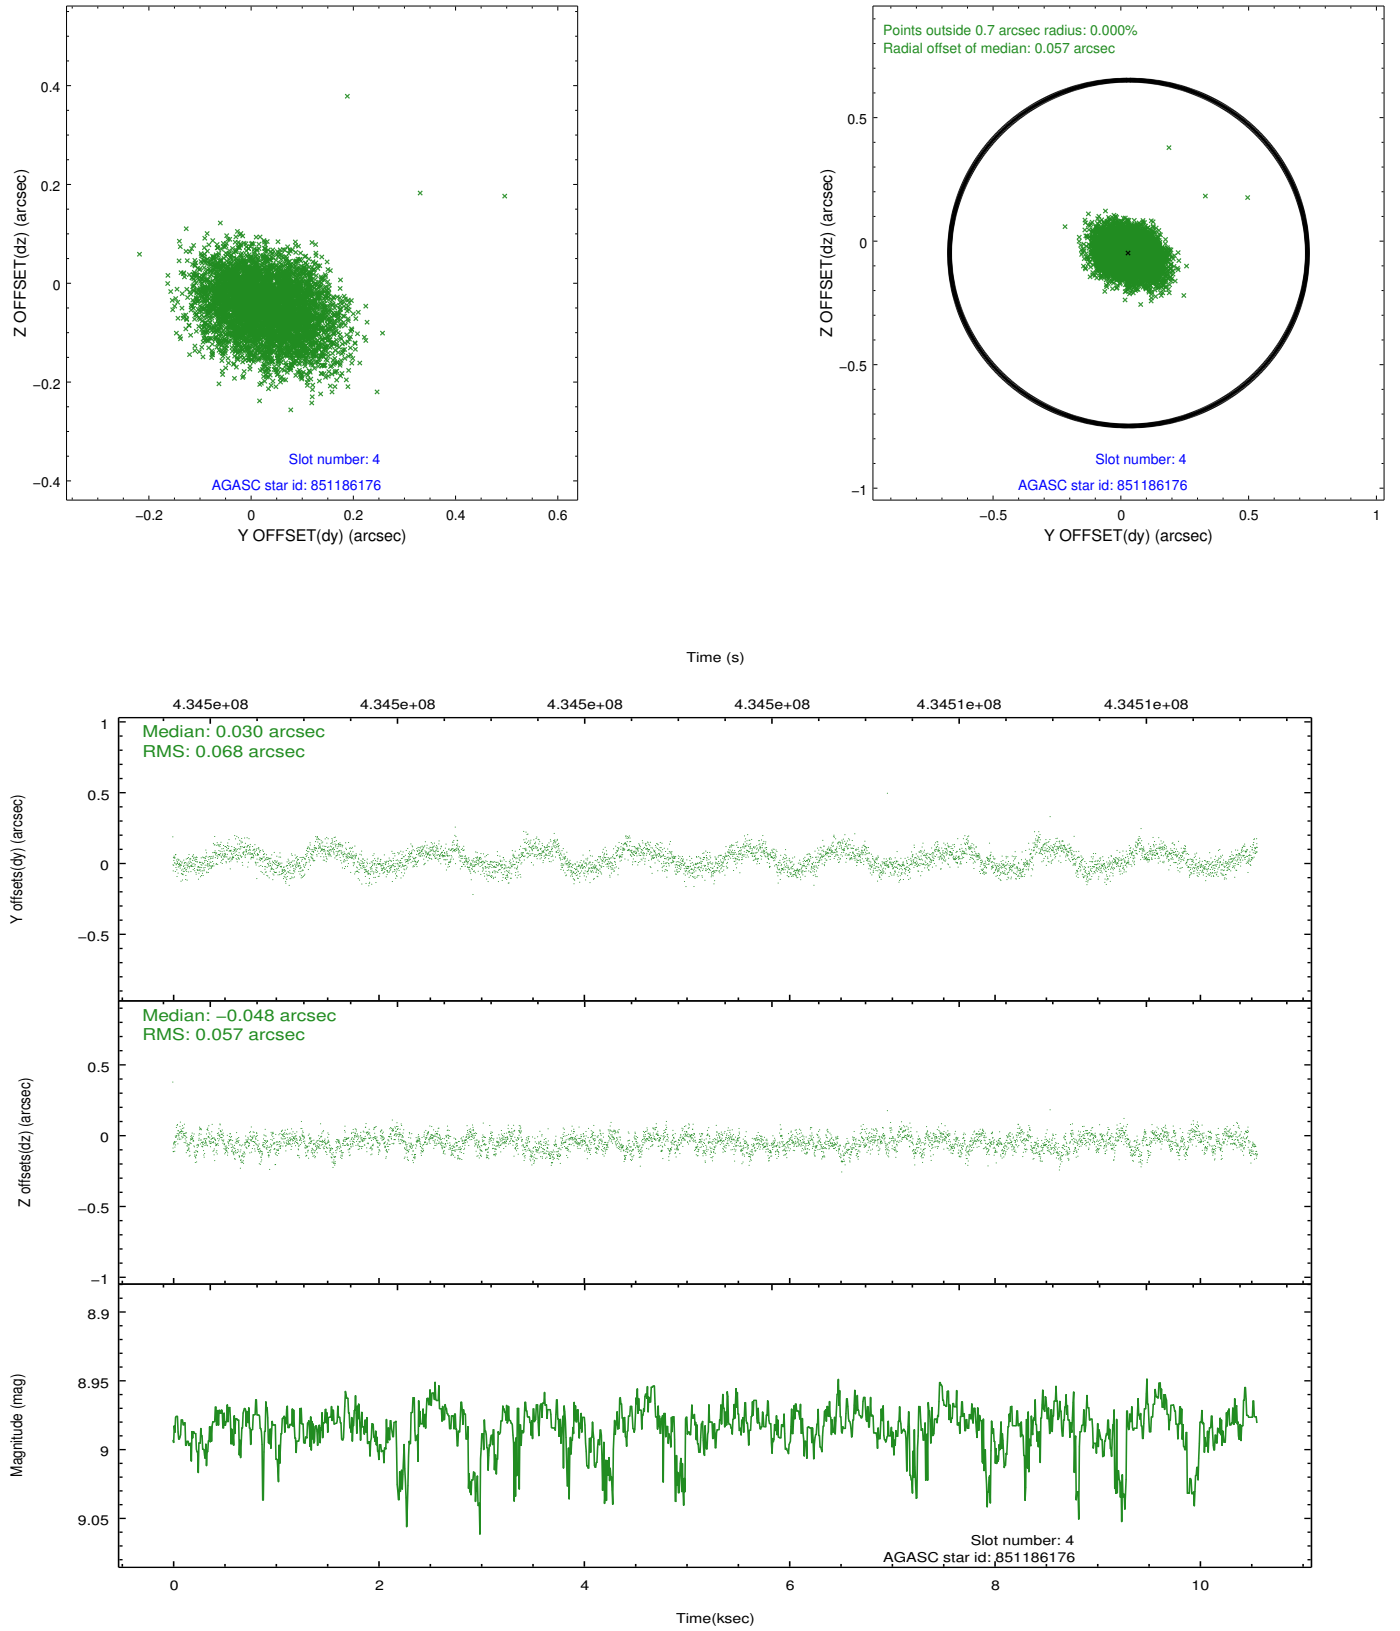 0.4
0.2
0
−0.2
−0.4
Z OFFSET(dz) (arcsec)
Slot number: 4
AGASC star id: 851186176
−0.2 0 0.2 0.4 0.6
Y OFFSET(dy) (arcsec)
Points outside 0.7 arcsec radius: 0.000%
Radial offset of median: 0.057 arcsec
0.5
0
−0.5
−1
Z OFFSET(dz) (arcsec)
Slot number: 4
AGASC star id: 851186176
−0.5 0 0.5 1
Y OFFSET(dy) (arcsec)
Time (s)
4.345e+08 4.345e+08 4.345e+08 4.345e+08 4.3451e+08 4.3451e+08
Median: 0.030 arcsec
RMS: 0.068 arcsec
1
0.5
0
−0.5
Y offsets(dy) (arcsec)
Median: −0.048 arcsec
RMS: 0.057 arcsec
0.5
0
−0.5
−1
Z offsets(dz) (arcsec)
8.9
8.95
9
9.05
Magnitude (mag)
Slot number: 4
AGASC star id: 851186176
0 2 4 6 8 10
Time(ksec)